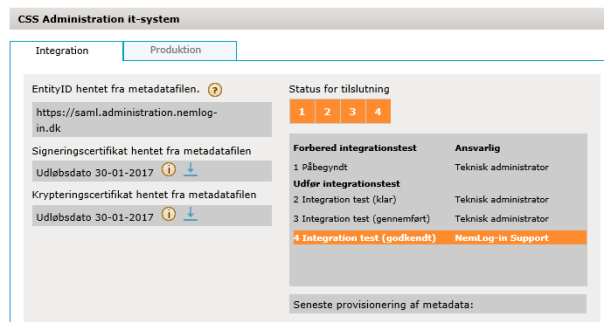 CSS Administration it-system
Integration
Produktion
EntityID hentet fra metadatafilen. ?
https://saml.administration.nemlog-
in.dk
Signeringscertifikat hentet fra metadatafilen
Udløbsdato 30-01-2017 i
Krypteringscertifikat hentet fra metadatafilen
Udløbsdato 30-01-2017 i
Status for tilslutning
1 2 3 4
Forbered integrationstest Ansvarlig
1 Påbegyndt Teknisk administrator
Udfør integrationstest
2 Integration test (klar) Teknisk administrator
3 Integration test (gennemført) Teknisk administrator
4 Integration test (godkendt) NemLog-in Support
Seneste provisionering af metadata: